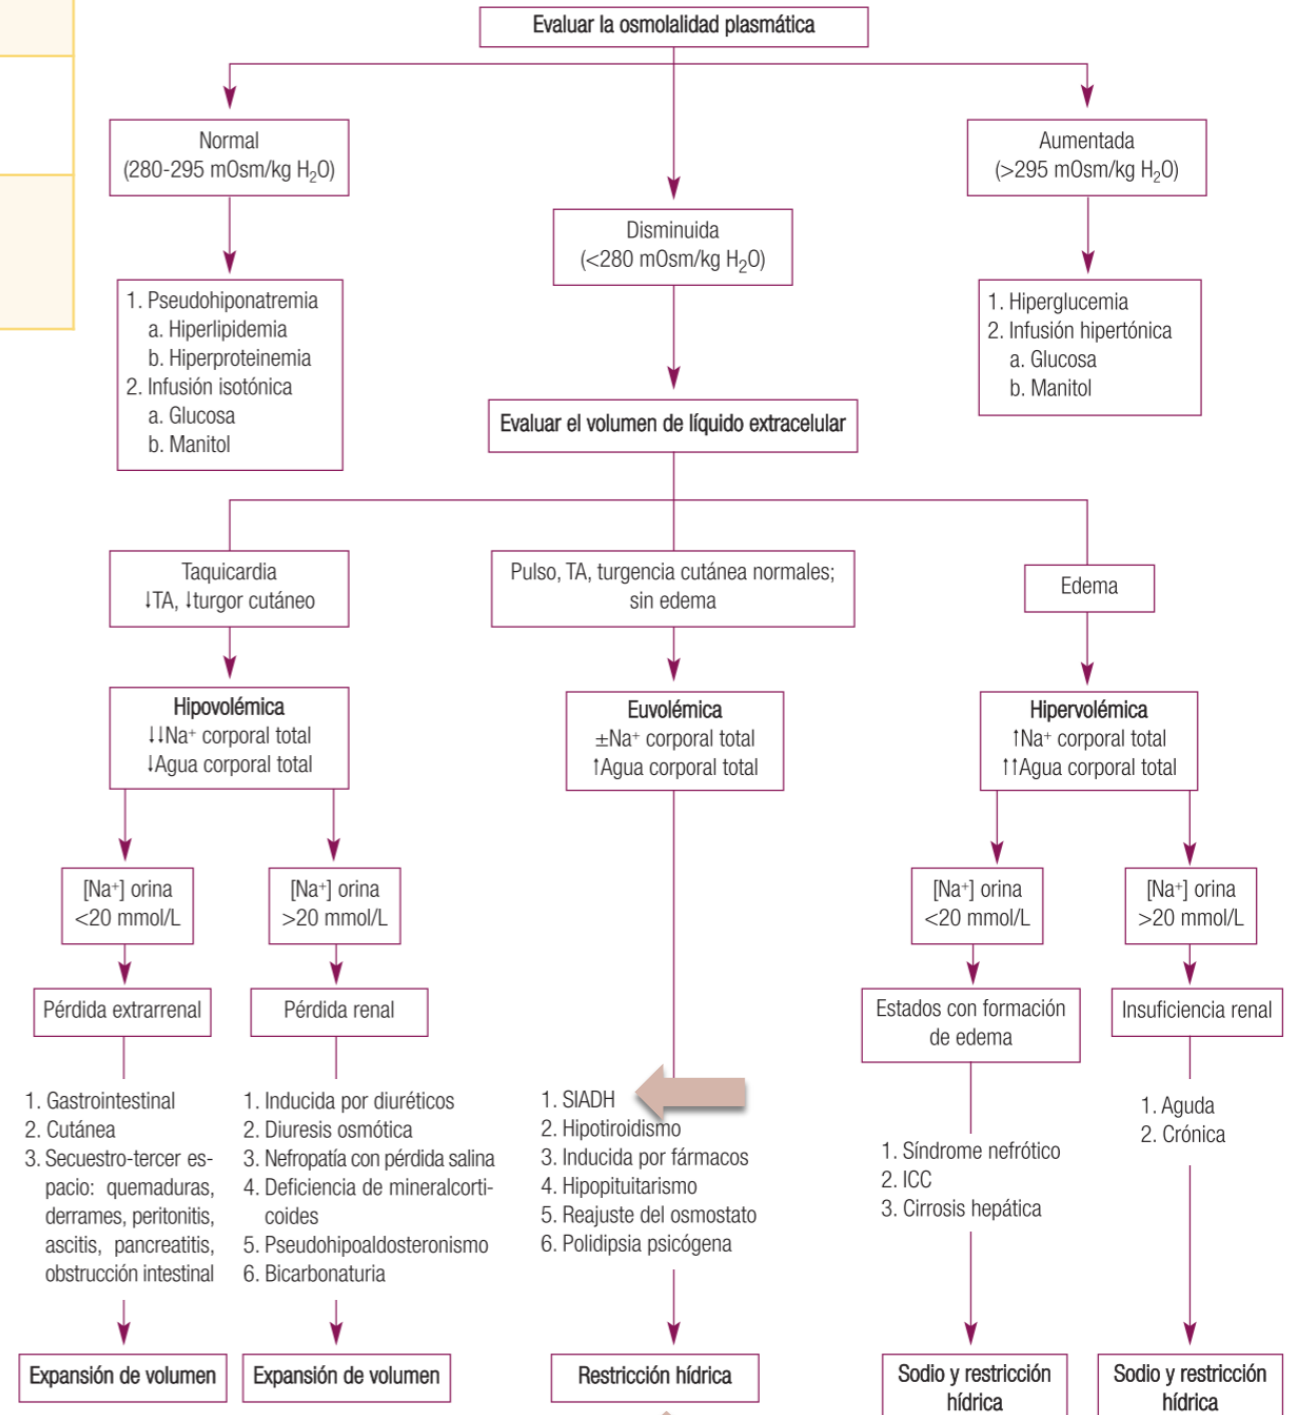 Evaluar la osmolalidad plasmática
Normal
(280-295 mOsm/kg H₂O)
Aumentada
(>295 mOsm/kg H₂O)
Disminuida
(<280 mOsm/kg H₂O)
1. Pseudohiponatremia
a. Hiperlipidemia
b. Hiperproteinemia
2. Infusión isotónica
a. Glucosa
b. Manitol
1. Hiperglucemia
2. Infusión hipertónica
a. Glucosa
b. Manitol
Evaluar el volumen de líquido extracelular
Taquicardia
↓TA, ↓turgor cutáneo
Pulso, TA, turgencia cutánea normales;
sin edema
Edema
Hipovolémica
↓↓Na⁺ corporal total
↓Agua corporal total
Euvolémica
±Na⁺ corporal total
↑Agua corporal total
Hipervolémica
↑Na⁺ corporal total
↑↑Agua corporal total
[Na⁺] orina
<20 mmol/L
[Na⁺] orina
>20 mmol/L
[Na⁺] orina
<20 mmol/L
[Na⁺] orina
>20 mmol/L
Pérdida extrarrenal
Pérdida renal
Estados con formación
de edema
Insuficiencia renal
1. Gastrointestinal
2. Cutánea
3. Secuestro-tercer es-
pacio: quemaduras,
derrames, peritonitis,
ascitis, pancreatitis,
obstrucción intestinal
1. Inducida por diuréticos
2. Diuresis osmótica
3. Nefropatía con pérdida salina
4. Deficiencia de mineralcorti-
coides
5. Pseudohipoaldosteronismo
6. Bicarbonaturia
1. SIADH
2. Hipotiroidismo
3. Inducida por fármacos
4. Hipopituitarismo
5. Reajuste del osmostato
6. Polidipsia psicógena
1. Síndrome nefrótico
2. ICC
3. Cirrosis hepática
1. Aguda
2. Crónica
Expansión de volumen
Expansión de volumen
Restricción hídrica
Sodio y restricción
hídrica
Sodio y restricción
hídrica